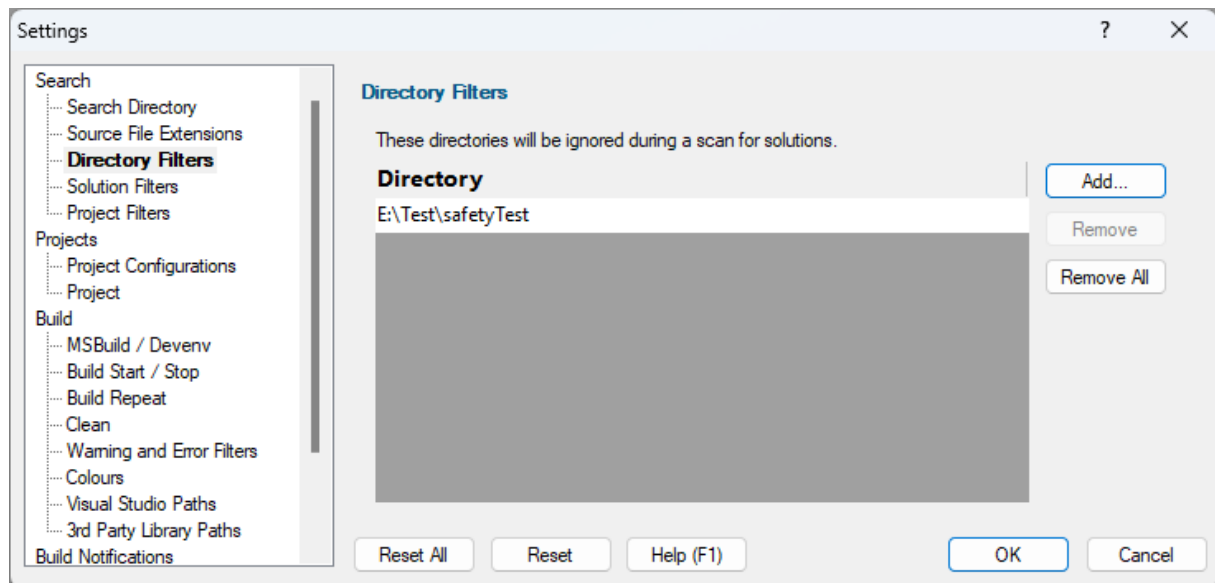 Settings
?
Search
Search Directory
Source File Extensions
Directory Filters
Solution Filters
Project Filters
Projects
Project Configurations
Project
Build
MSBuild / Devenv
Build Start / Stop
Build Repeat
Clean
Warning and Error Filters
Colours
Visual Studio Paths
3rd Party Library Paths
Build Notifications
Directory Filters
These directories will be ignored during a scan for solutions.
Directory
E:\Test\safetyTest
Add...
Remove
Remove All
Reset All
Reset
Help (F1)
OK
Cancel